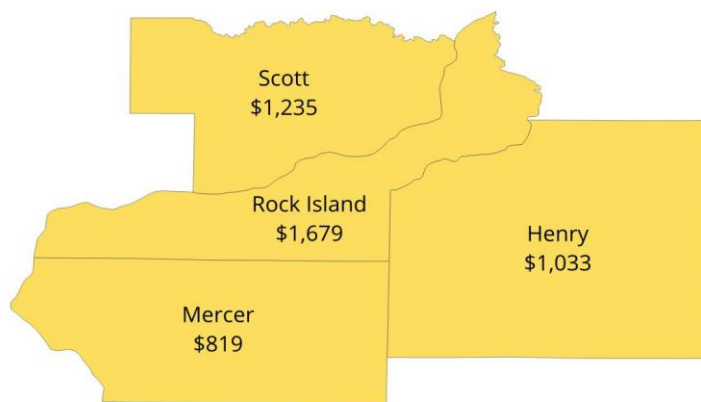 Scott
$1,235
Rock Island
$1,679
Henry
$1,033
Mercer
$819